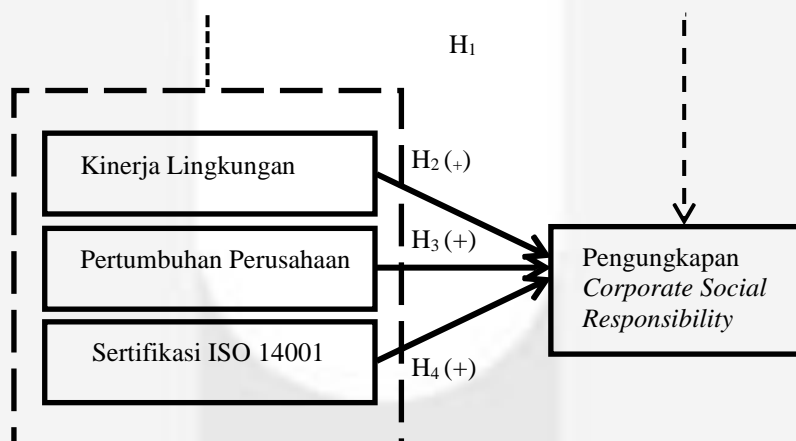 H1
Kinerja Lingkungan
H2 (+)
Pertumbuhan Perusahaan
H3 (+)
Pengungkapan
Corporate Social
Responsibility
Sertifikasi ISO 14001
H4 (+)